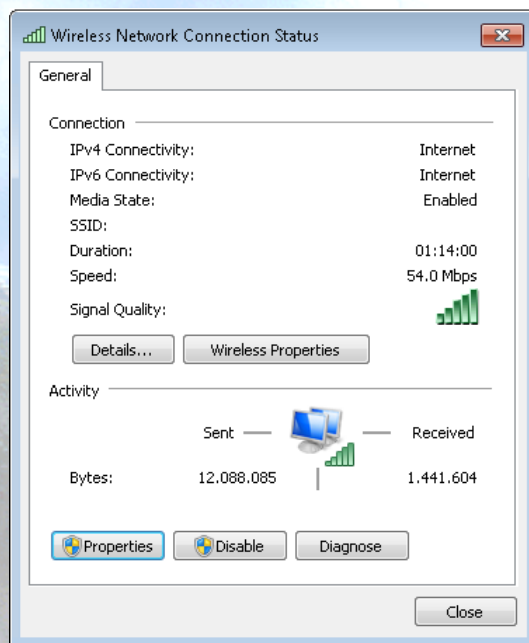 Wireless Network Connection Status
General
Connection
IPv4 Connectivity: Internet
IPv6 Connectivity: Internet
Media State: Enabled
SSID:
Duration: 01:14:00
Speed: 54.0 Mbps
Signal Quality:
Details... Wireless Properties
Activity
Sent Received
Bytes: 12.088.085 1.441.604
Properties Disable Diagnose
Close